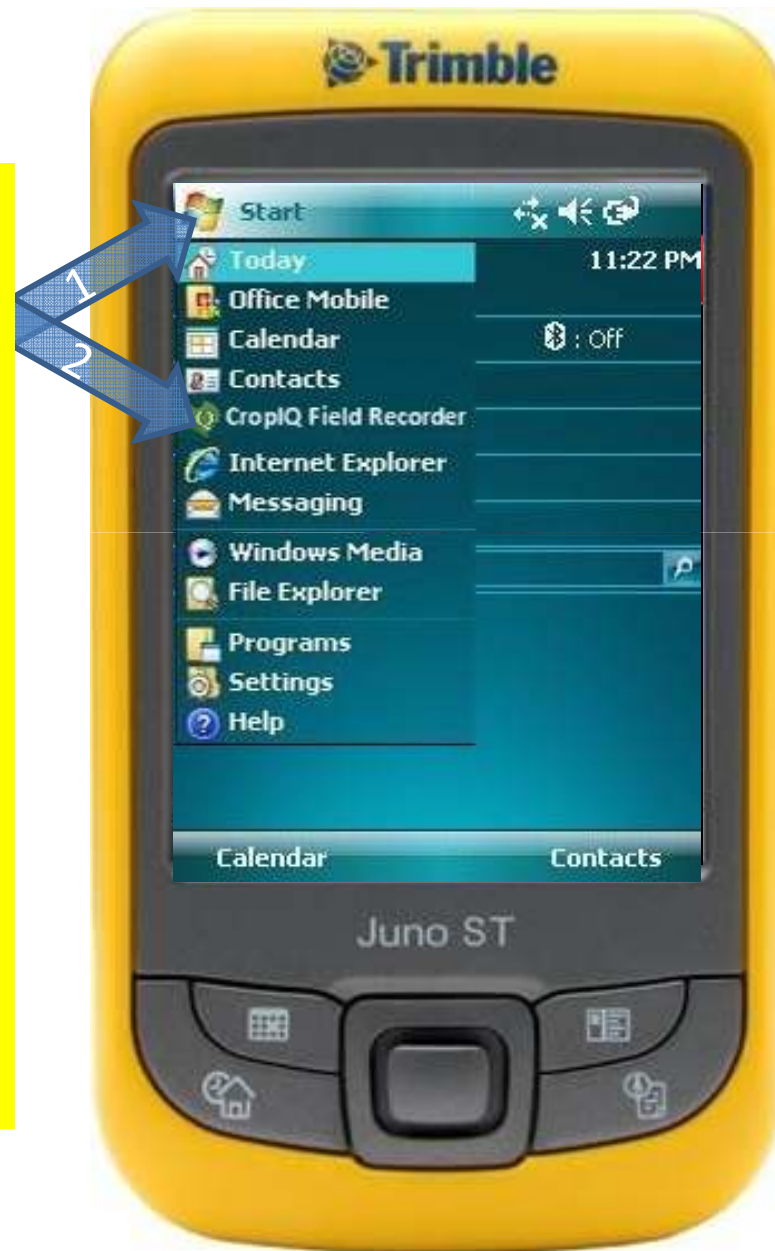 Trimble
Start
Today
11:22 PM
Office Mobile
Calendar
: Off
Contacts
CropIQ Field Recorder
Internet Explorer
Messaging
Windows Media
File Explorer
Programs
Settings
Help
Calendar Contacts
Juno ST
1
2